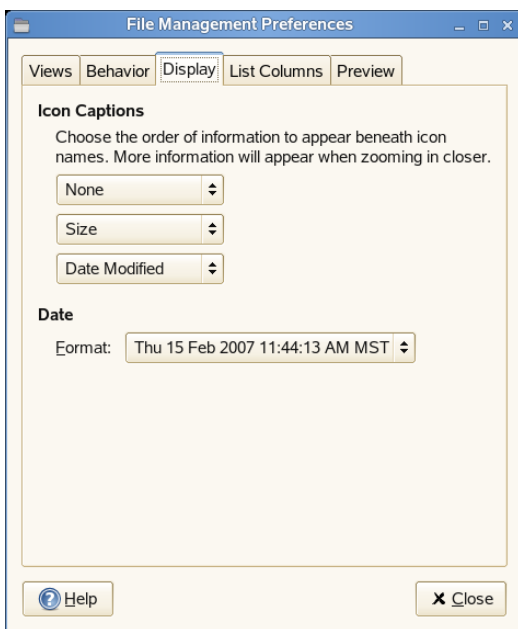 File Management Preferences
Views Behavior Display List Columns Preview
Icon Captions
Choose the order of information to appear beneath icon
names. More information will appear when zooming in closer.
None
Size
Date Modified
Date
Format: Thu 15 Feb 2007 11:44:13 AM MST
Help Close